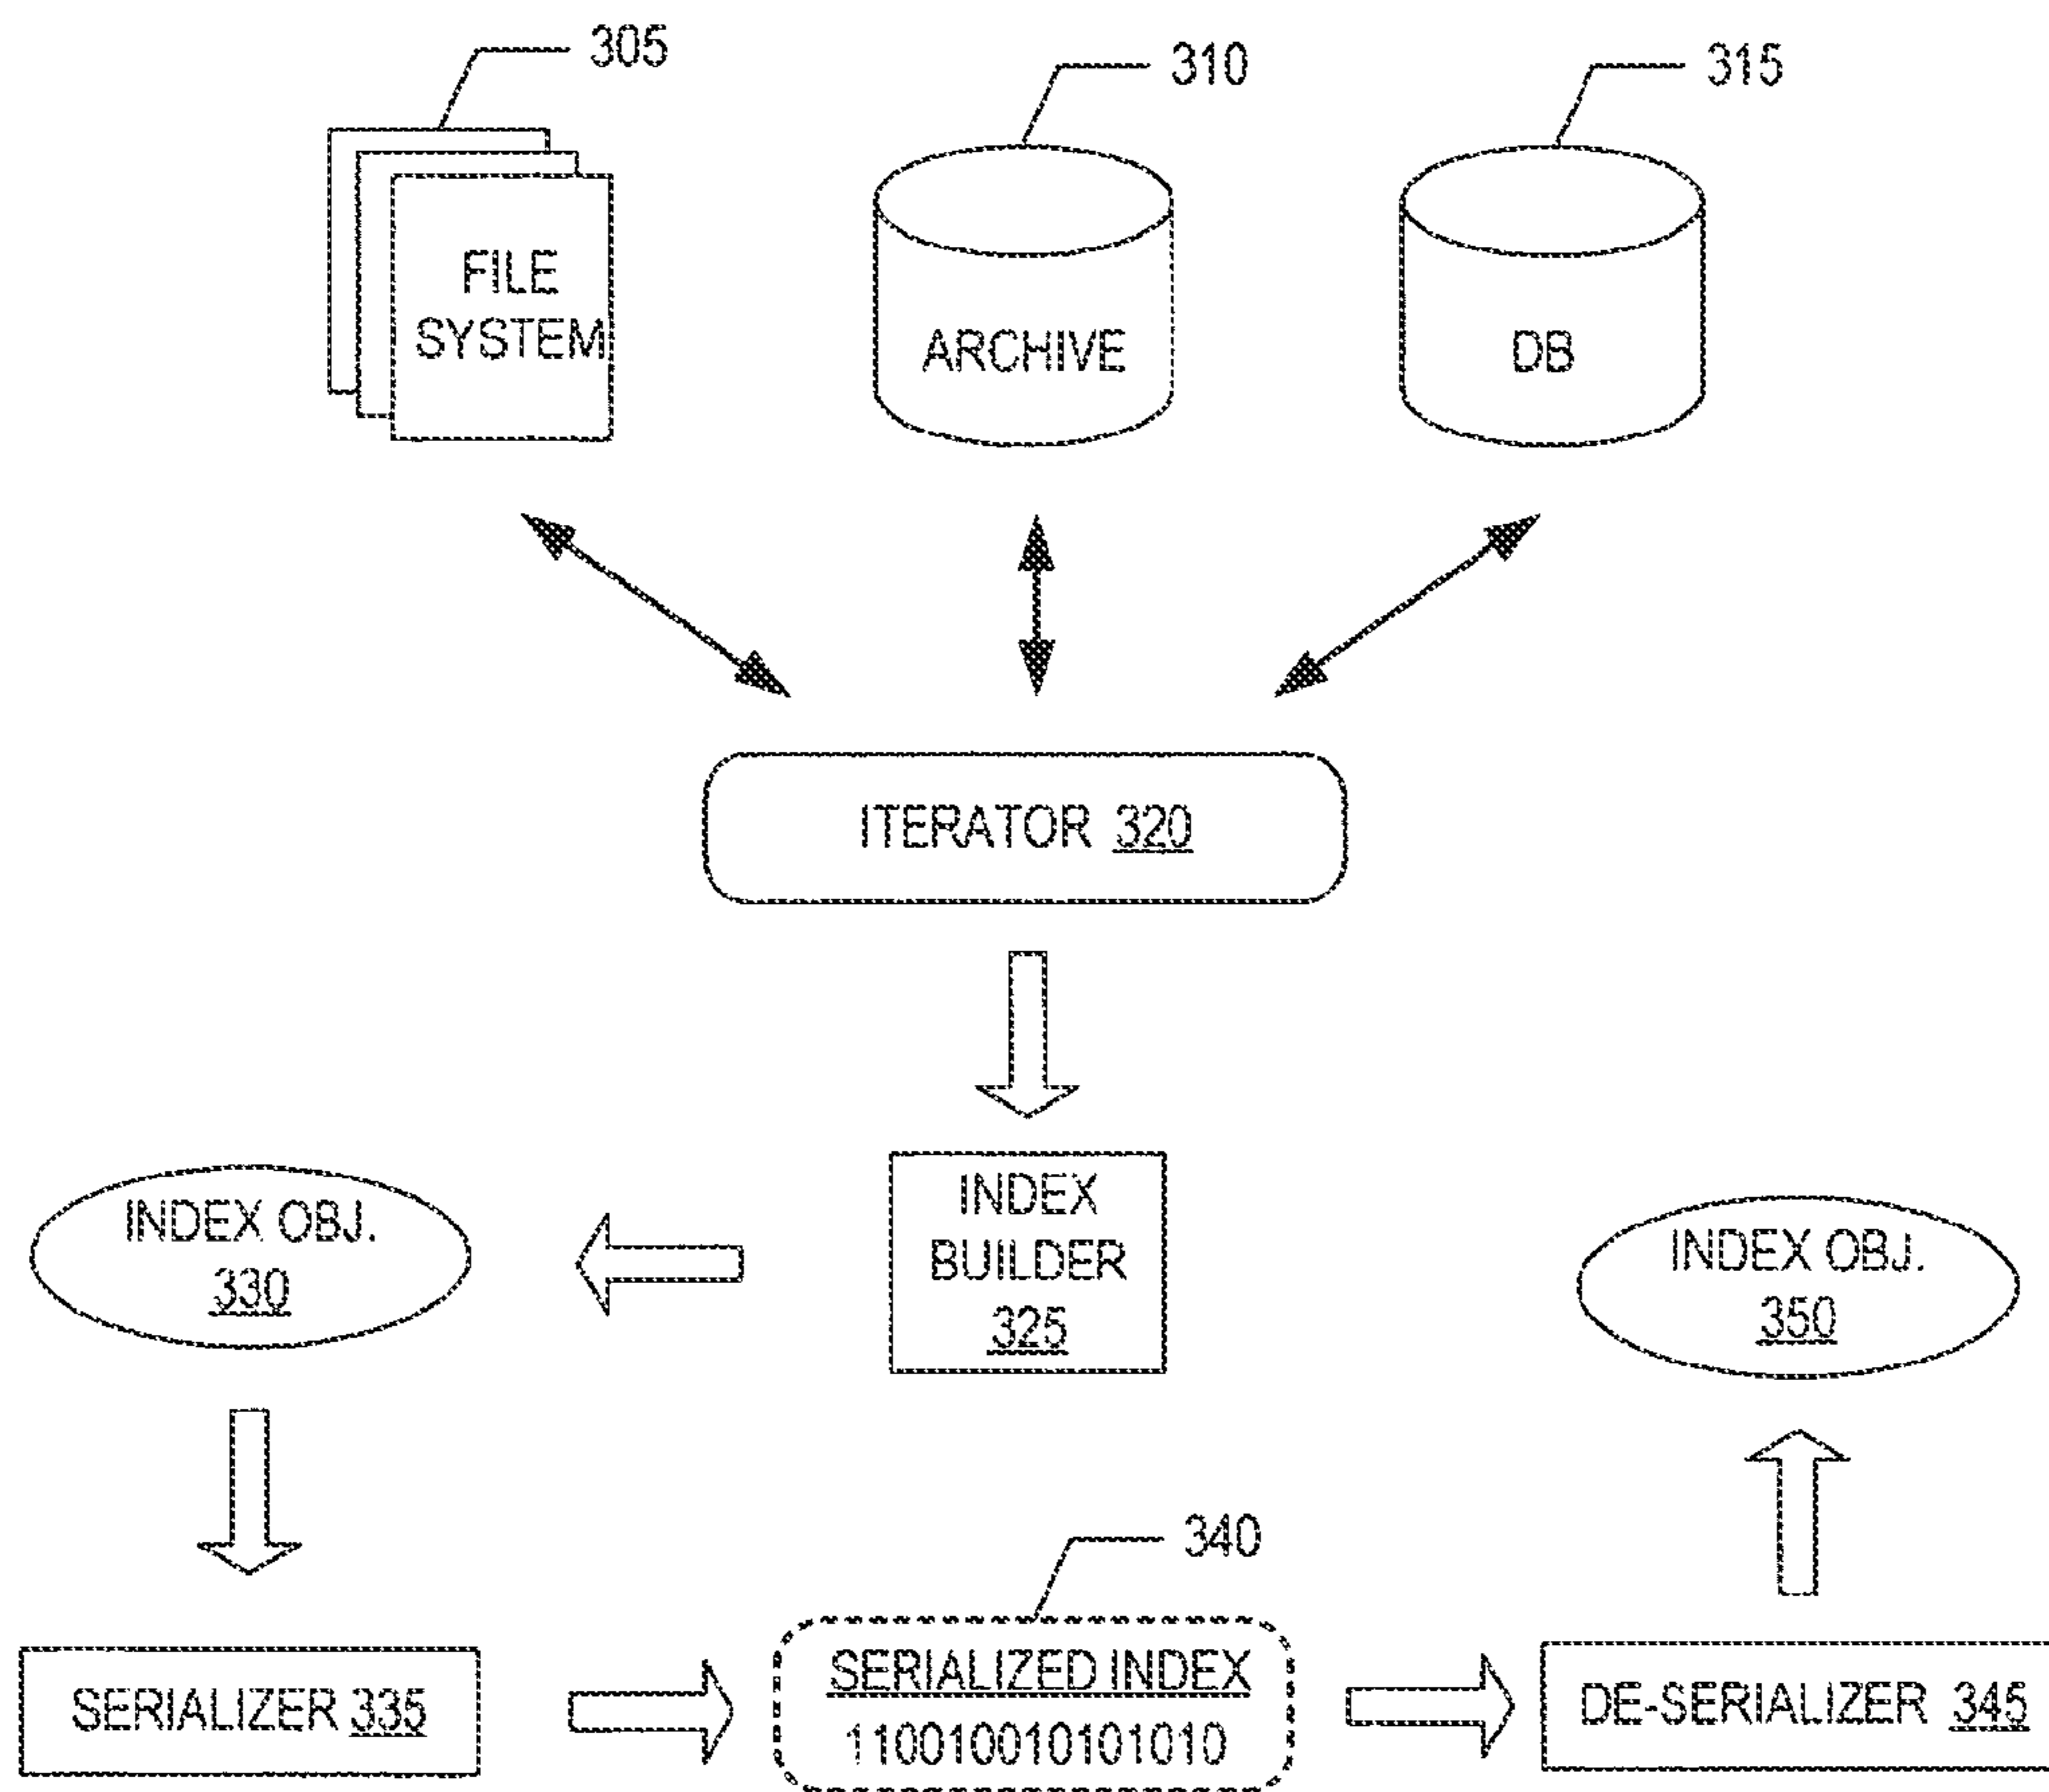 305
310
315
FILE
SYSTEM
ARCHIVE
DB
ITERATOR 320
INDEX OBJ.
330
INDEX
BUILDER
325
INDEX OBJ.
350
340
SERIALIZER 335
SERIALIZED INDEX
110010010101010
DE-SERIALIZER 345